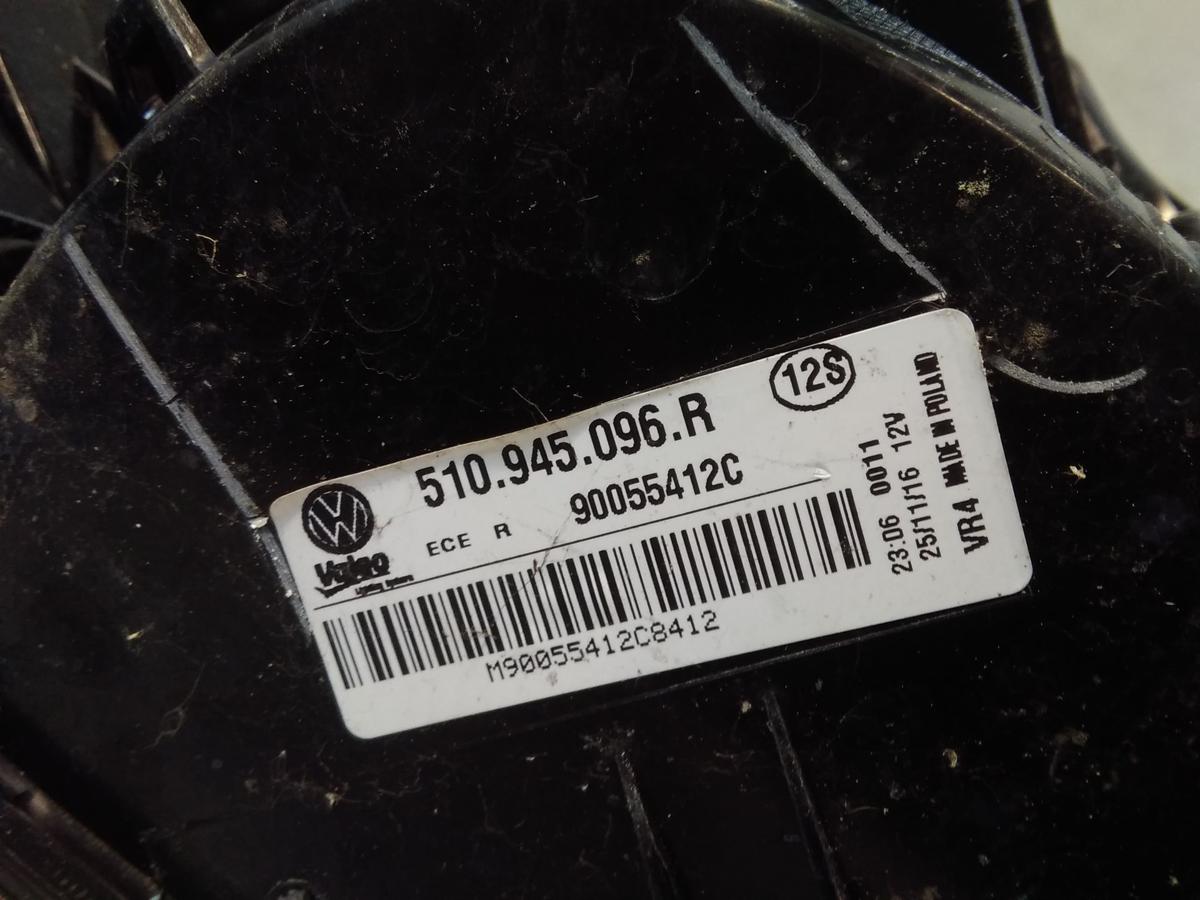 12S
510.945.096.R
90055412C
ECE R
Valeo
M90055412C8412
23:06 0011
25/11/16 12V
VR4 MADE IN POLAND